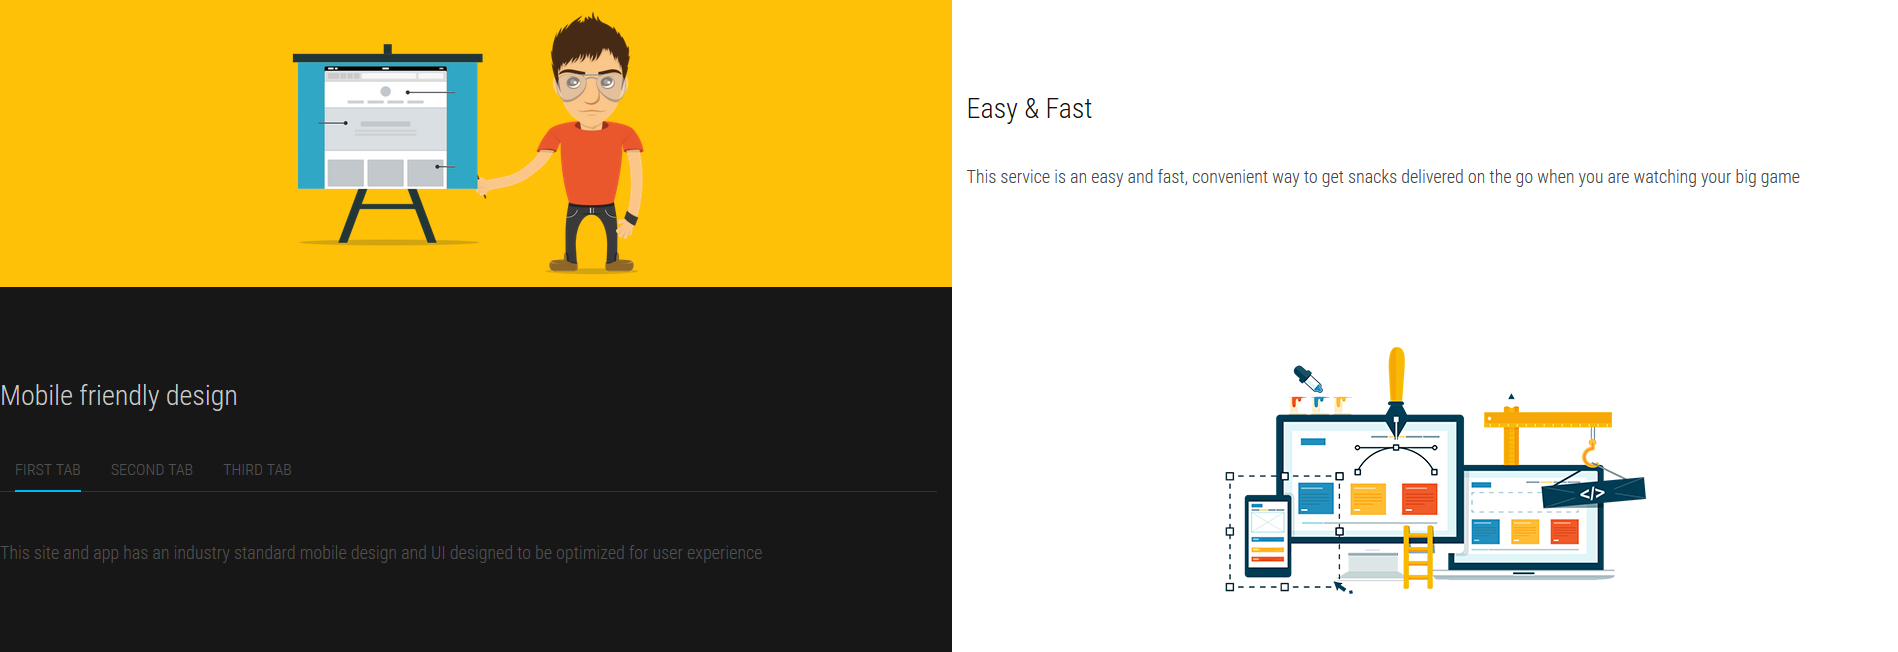 Easy & Fast
This service is an easy and fast, convenient way to get snacks delivered on the go when you are watching your big game
Mobile friendly design
FIRST TAB SECOND TAB THIRD TAB
This site and app has an industry standard mobile design and UI designed to be optimized for user experience
</>